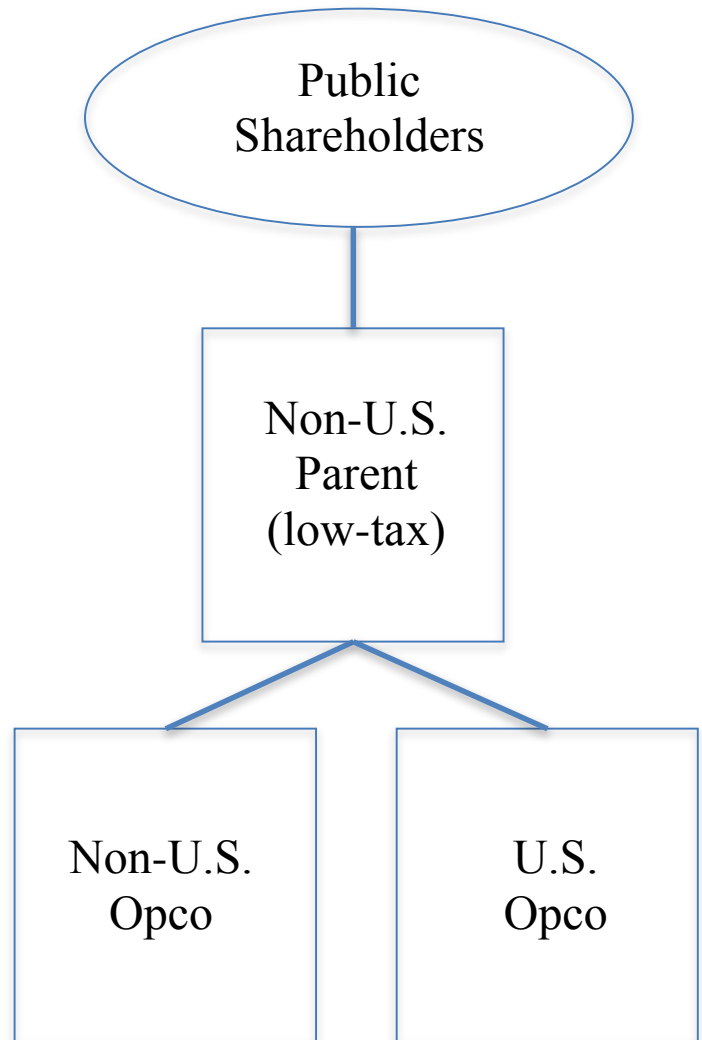 Public
Shareholders
Non-U.S.
Parent
(low-tax)
Non-U.S.
Opco
U.S.
Opco